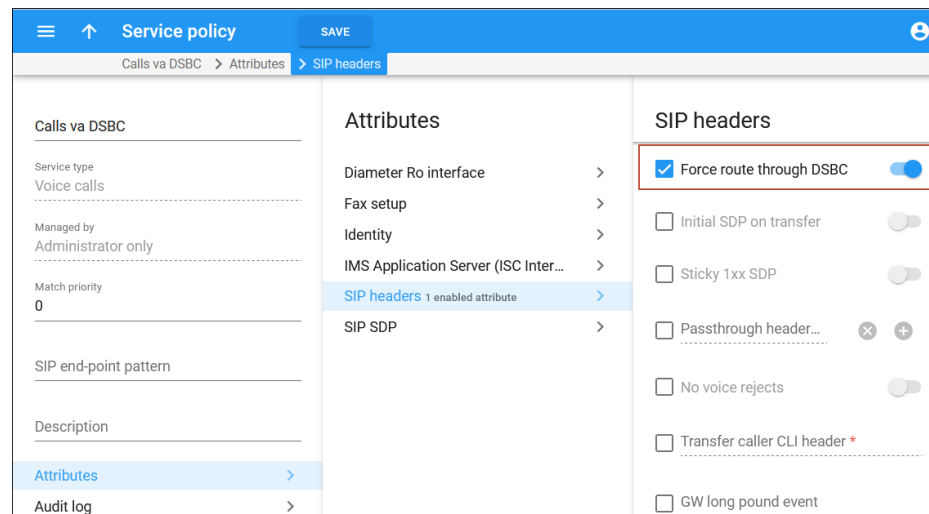 Service policy
SAVE
Calls va DSBC > Attributes > SIP headers
Calls va DSBC
Service type
Voice calls
Managed by
Administrator only
Match priority
0
SIP end-point pattern
Description
Attributes
Audit log
Attributes
Diameter Ro interface
Fax setup
Identity
IMS Application Server (ISC Inter...
SIP headers 1 enabled attribute
SIP SDP
SIP headers
Force route through DSBC
Initial SDP on transfer
Sticky 1xx SDP
Passthrough header...
No voice rejects
Transfer caller CLI header *
GW long pound event